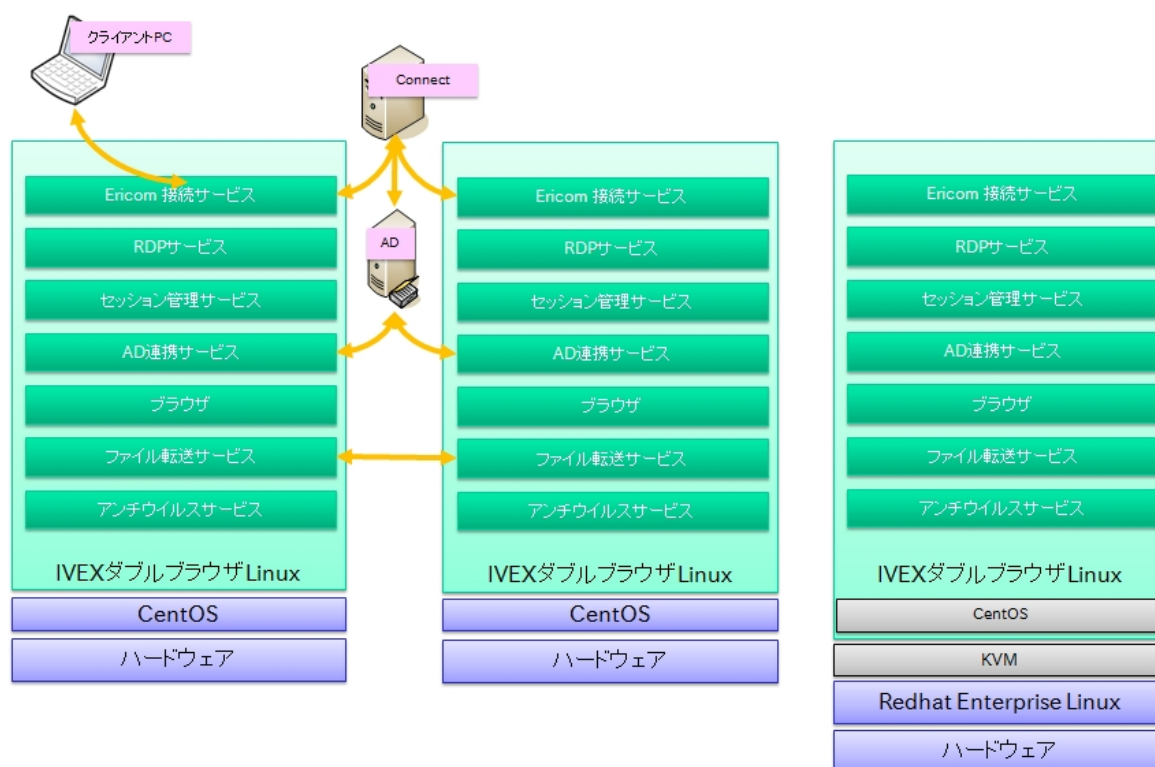 クライアントPC
Connect
AD
Ericom 接続サービス
RDPサービス
セッション管理サービス
AD連携サービス
ブラウザ
ファイル転送サービス
アンチウイルスサービス
IVEXダブルブラウザLinux
CentOS
ハードウェア
Ericom 接続サービス
RDPサービス
セッション管理サービス
AD連携サービス
ブラウザ
ファイル転送サービス
アンチウイルスサービス
IVEXダブルブラウザLinux
CentOS
ハードウェア
Ericom 接続サービス
RDPサービス
セッション管理サービス
AD連携サービス
ブラウザ
ファイル転送サービス
アンチウイルスサービス
IVEXダブルブラウザLinux
CentOS
KVM
Redhat Enterprise Linux
ハードウェア